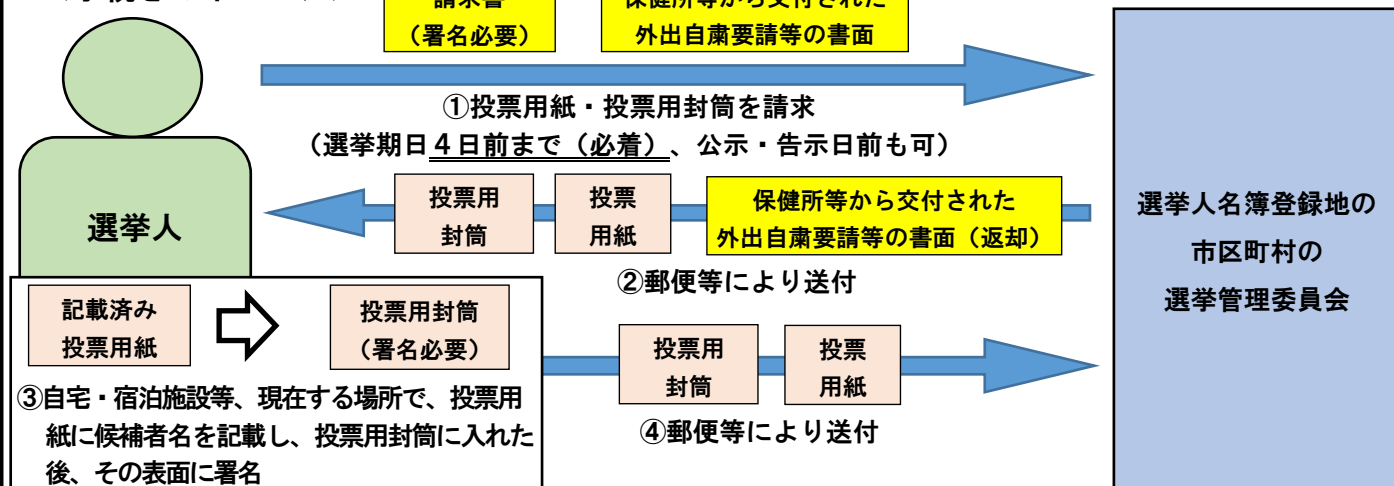 請求書
（署名必要）
保健所等から交付された
外出自粛要請等の書面
①投票用紙・投票用封筒を請求
（選挙期日４日前まで（必着）、公示・告示日前も可）
選挙人
投票用
封筒
投票
用紙
保健所等から交付された
外出自粛要請等の書面（返却）
②郵便等により送付
選挙人名簿登録地の
市区町村の
選挙管理委員会
記載済み
投票用紙
投票用封筒
（署名必要）
③自宅・宿泊施設等、現在する場所で、投票用
紙に候補者名を記載し、投票用封筒に入れた
後、その表面に署名
投票用
封筒
投票
用紙
④郵便等により送付